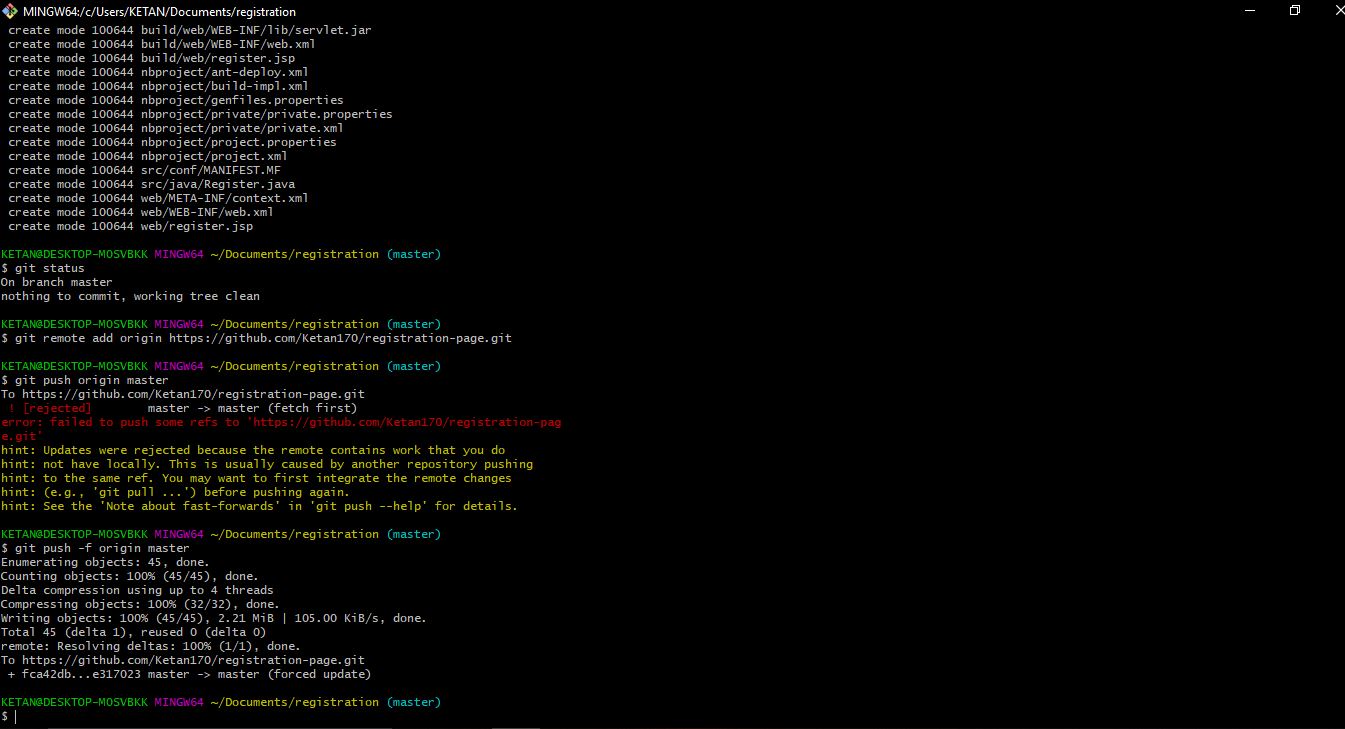 MINGW64:/c/Users/KETAN/Documents/registration
create mode 100644 build/web/WEB-INF/lib/servlet.jar
create mode 100644 build/web/WEB-INF/web.xml
create mode 100644 build/web/register.jsp
create mode 100644 nbproject/ant-deploy.xml
create mode 100644 nbproject/build-impl.xml
create mode 100644 nbproject/genfiles.properties
create mode 100644 nbproject/private/private.properties
create mode 100644 nbproject/private/private.xml
create mode 100644 nbproject/project.properties
create mode 100644 nbproject/project.xml
create mode 100644 src/conf/MANIFEST.MF
create mode 100644 src/java/Register.java
create mode 100644 web/META-INF/context.xml
create mode 100644 web/WEB-INF/web.xml
create mode 100644 web/register.jsp
KETAN@DESKTOP-MOSVBKK MINGW64 ~/Documents/registration (master)
$ git status
On branch master
nothing to commit, working tree clean
KETAN@DESKTOP-MOSVBKK MINGW64 ~/Documents/registration (master)
$ git remote add origin https://github.com/Ketan170/registration-page.git
KETAN@DESKTOP-MOSVBKK MINGW64 ~/Documents/registration (master)
$ git push origin master
To https://github.com/Ketan170/registration-page.git
! [rejected] master -> master (fetch first)
error: failed to push some refs to 'https://github.com/Ketan170/registration-pag
e.git'
hint: Updates were rejected because the remote contains work that you do
hint: not have locally. This is usually caused by another repository pushing
hint: to the same ref. You may want to first integrate the remote changes
hint: (e.g., 'git pull ...') before pushing again.
hint: See the 'Note about fast-forwards' in 'git push --help' for details.
KETAN@DESKTOP-MOSVBKK MINGW64 ~/Documents/registration (master)
$ git push -f origin master
Enumerating objects: 45, done.
Counting objects: 100% (45/45), done.
Delta compression using up to 4 threads
Compressing objects: 100% (32/32), done.
Writing objects: 100% (45/45), 2.21 MiB | 105.00 KiB/s, done.
Total 45 (delta 1), reused 0 (delta 0)
remote: Resolving deltas: 100% (1/1), done.
To https://github.com/Ketan170/registration-page.git
+ fca42db...e317023 master -> master (forced update)
KETAN@DESKTOP-MOSVBKK MINGW64 ~/Documents/registration (master)
$